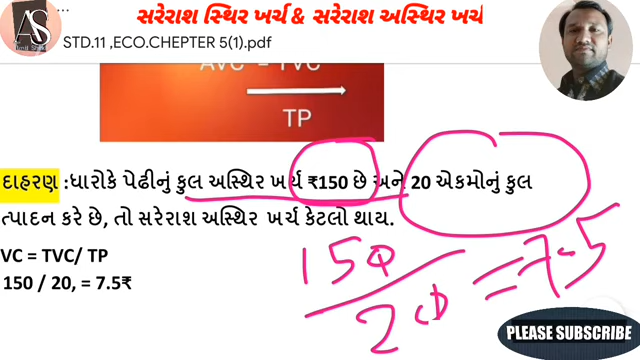 ...
સરેરાશ સ્થિર ખર્ચ & સરેરાશ અસ્થિર ખર્ચ
AS
STD.11 ,ECO.CHEPTER 5(1).pdf
AVC = TVC
TP
દાહરણ :ધારોકે પેઢીનું કુલ અસ્થિર ખર્ચ ₹150 છે અને 20 એકમોનું કુલ
ત્પાદન કરે છે, તો સરેરાશ અસ્થિર ખર્ચ કેટલો થાય.
VC = TVC/ TP
150 / 20, = 7.5₹
150
20
= 7.5
PLEASE SUBSCRIBE